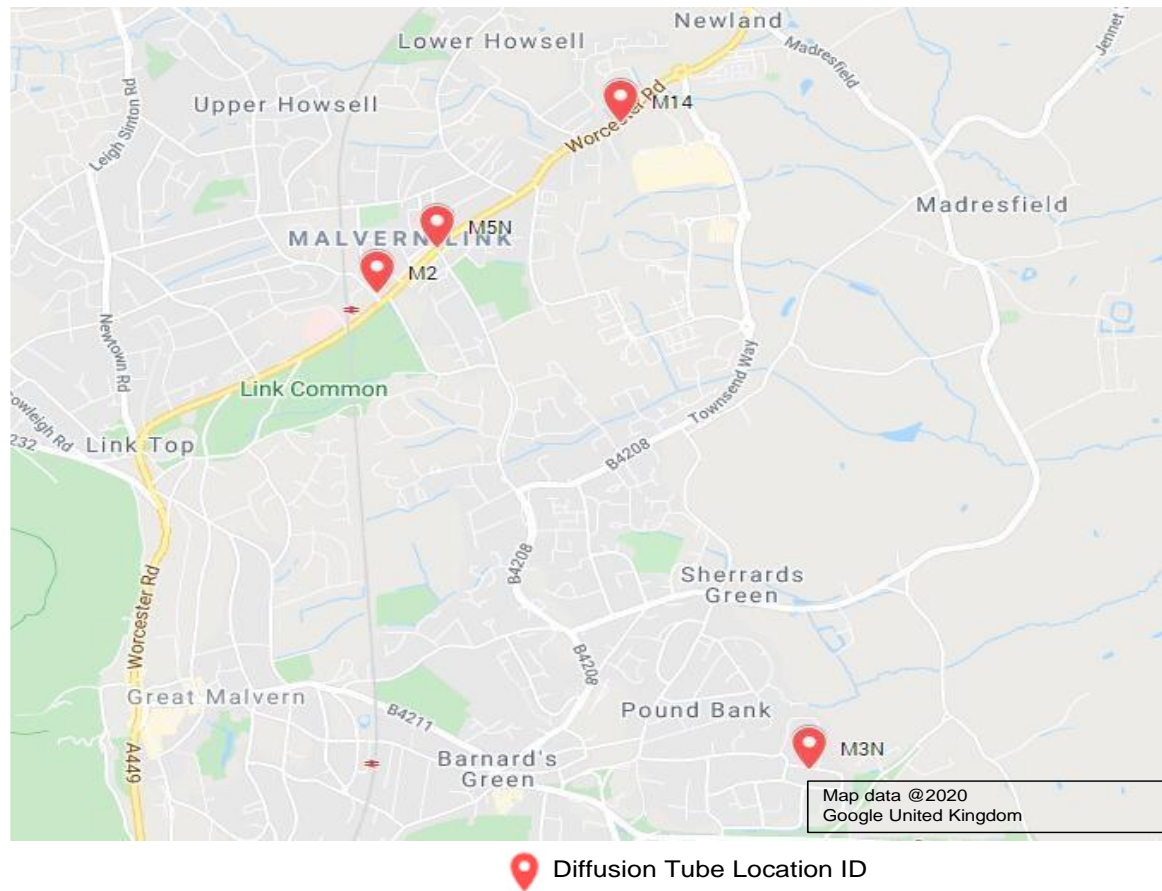 Newland
Lower Howsell
Madresfield
Jennet
Upper Howsell
M14
Worcester Rd
Leigh Sinton Rd
Madresfield
M5N
MALVERN LINK
M2
Newtown Rd
Link Common
Townsend Way
owleigh Rd
232
Link Top
B4208
B4208
Sherrards
Green
Worcester Rd
B4208
Great Malvern
Pound Bank
B4211
M3N
A449
Barnard's
Green
Map data @2020
Google United Kingdom
Diffusion Tube Location ID